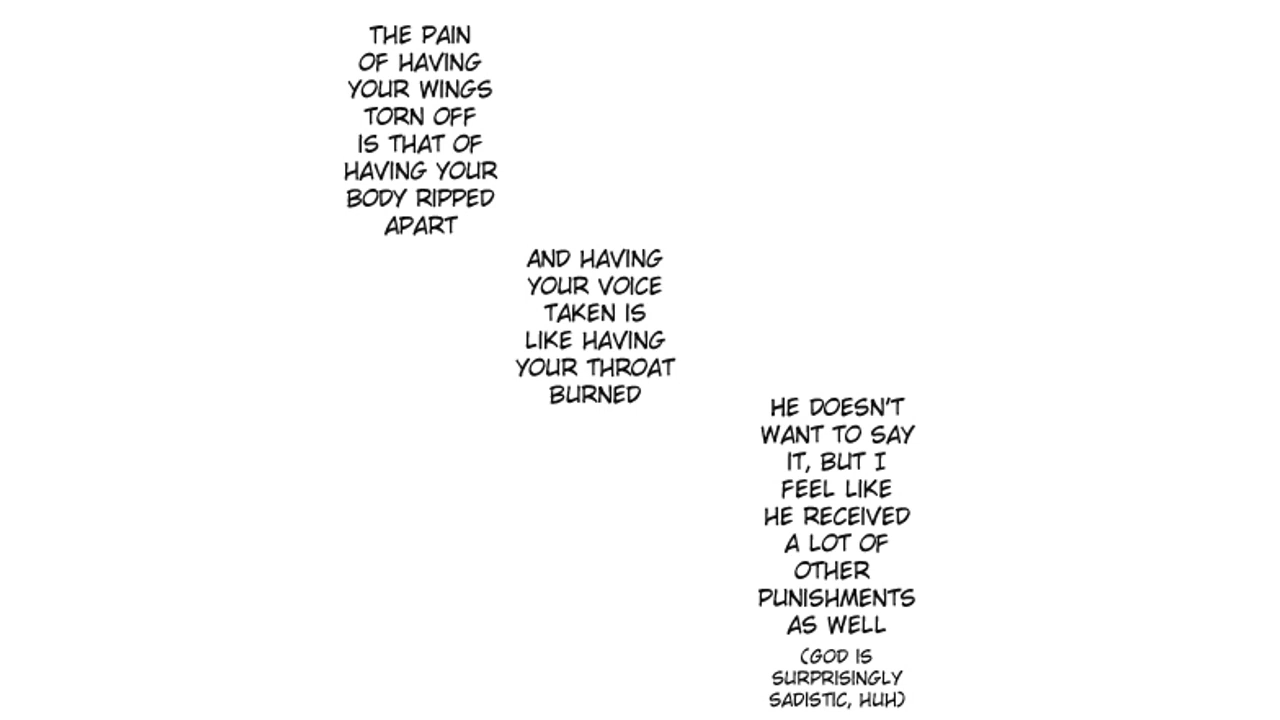 THE PAIN
OF HAVING
YOUR WINGS
TORN OFF
IS THAT OF
HAVING YOUR
BODY RIPPED
APART
AND HAVING
YOUR VOICE
TAKEN IS
LIKE HAVING
YOUR THROAT
BURNED
HE DOESN'T
WANT TO SAY
IT, BUT I
FEEL LIKE
HE RECEIVED
A LOT OF
OTHER
PUNISHMENTS
AS WELL
(GOD IS
SURPRISINGLY
SADISTIC, HUH)